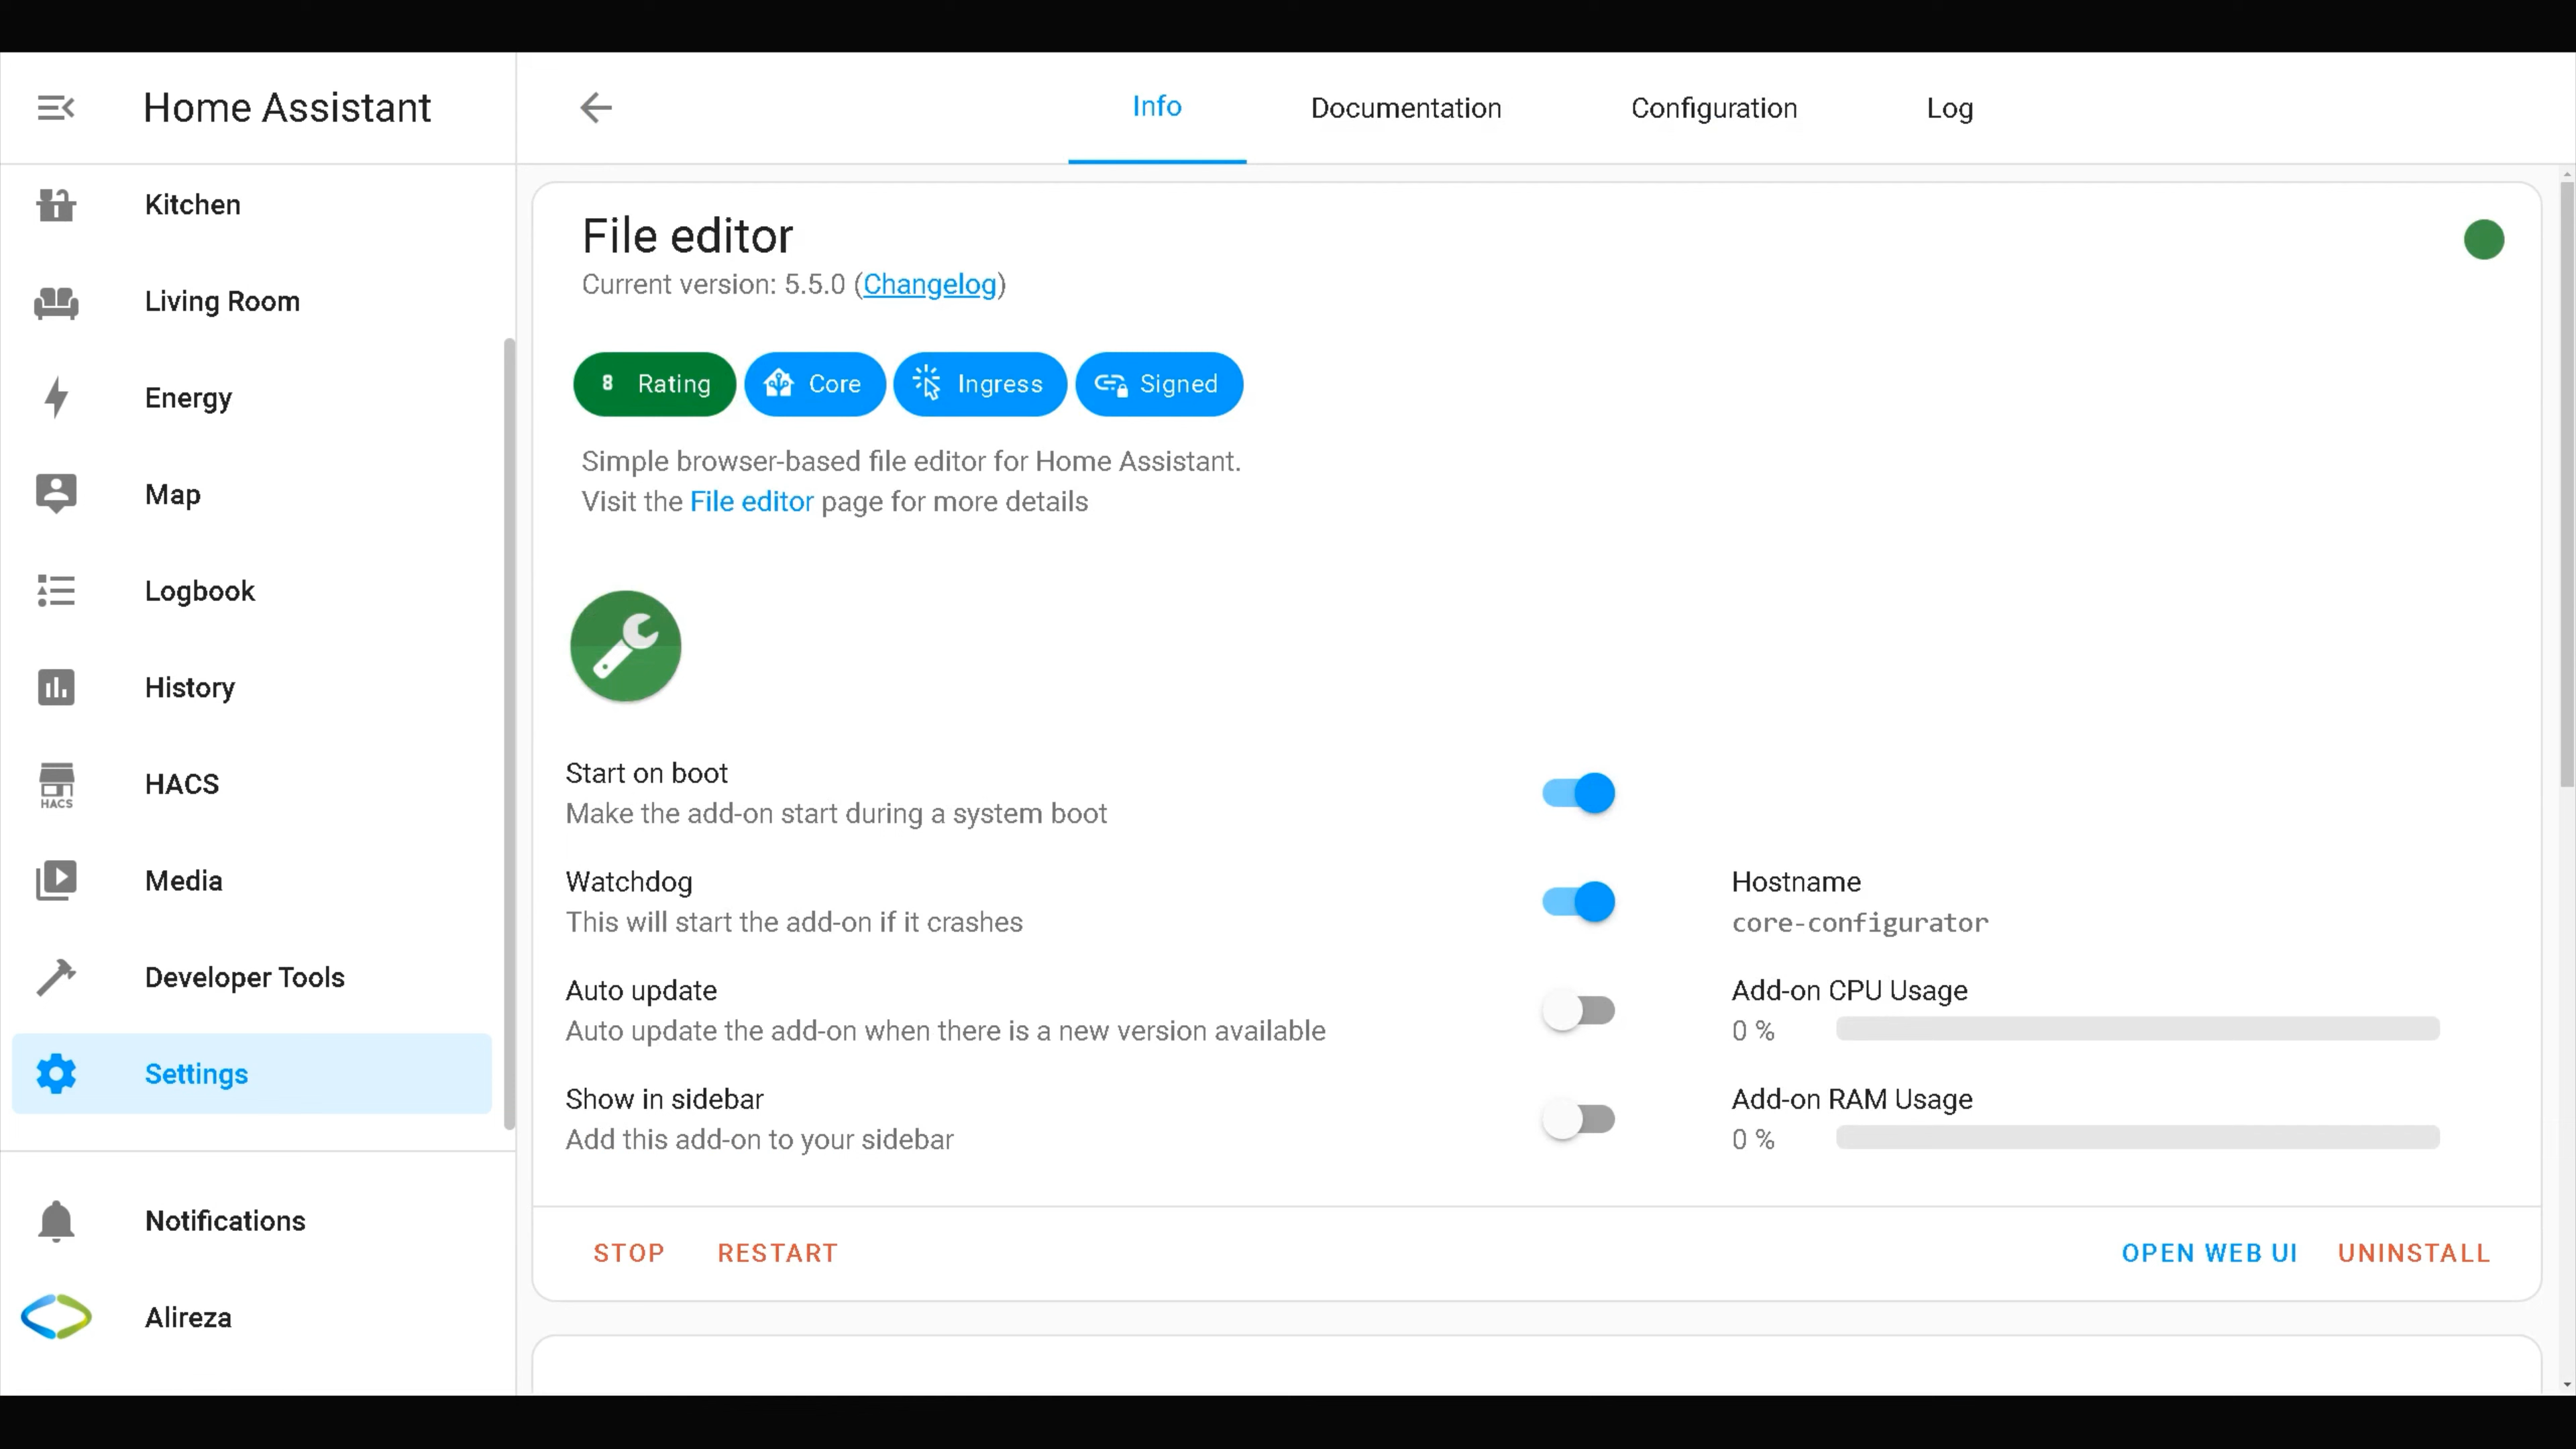 Home Assistant
Kitchen
Living Room
Energy
Map
Logbook
History
HACS
HACS
Media
Developer Tools
Settings
Notifications
Alireza
Info
Documentation
Configuration
Log
File editor
Current version: 5.5.0 (Changelog)
8 Rating
Core
Ingress
Signed
Simple browser-based file editor for Home Assistant.
Visit the File editor page for more details
Start on boot
Make the add-on start during a system boot
Watchdog
This will start the add-on if it crashes
Auto update
Auto update the add-on when there is a new version available
Show in sidebar
Add this add-on to your sidebar
Hostname
core-configurator
Add-on CPU Usage
0 %
Add-on RAM Usage
0 %
STOP
RESTART
OPEN WEB UI
UNINSTALL